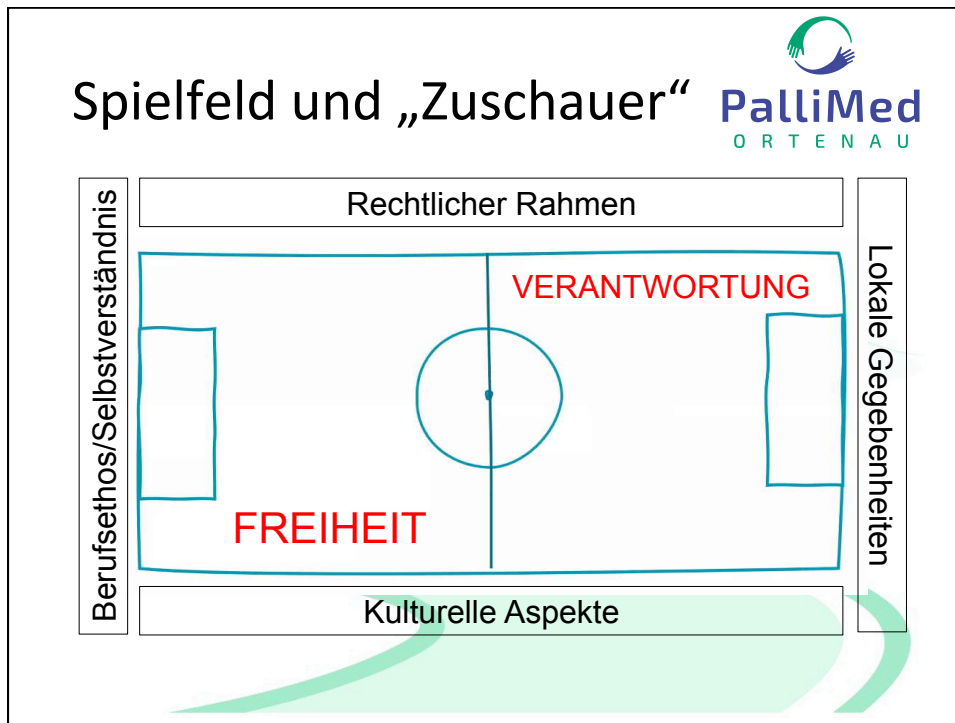 Spielfeld und „Zuschauer“
PalliMed
ORTENAU
Rechtlicher Rahmen
Berufsethos/Selbstverständnis
VERANTWORTUNG
Lokale Gegebenheiten
FREIHEIT
Kulturelle Aspekte